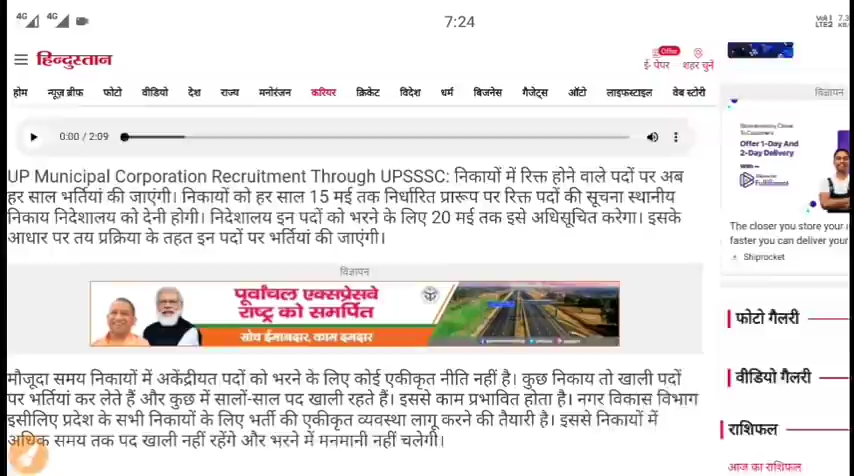 4G 4G 7:24
हिन्दुस्तान
Offer
ई- पेपर शहर चुनें
होम न्यूज़ ब्रीफ फोटो वीडियो देश राज्य मनोरंजन करियर क्रिकेट विदेश धर्म बिजनेस गैजेट्स ऑटो लाइफस्टाइल वेब स्टोरी
0:00 / 2:09
UP Municipal Corporation Recruitment Through UPSSSC: निकायों में रिक्त होने वाले पदों पर अब
हर साल भर्तियां की जाएंगी। निकायों को हर साल 15 मई तक निर्धारित प्रारूप पर रिक्त पदों की सूचना स्थानीय
निकाय निदेशालय को देनी होगी। निदेशालय इन पदों को भरने के लिए 20 मई तक इसे अधिसूचित करेगा। इसके
आधार पर तय प्रक्रिया के तहत इन पदों पर भर्तियां की जाएंगी।
विज्ञापन
पूर्वांचल एक्सप्रेसवे
राष्ट्र को समर्पित
सोच ईमानदार, काम दमदार
मौजूदा समय निकायों में अकेंद्रीयत पदों को भरने के लिए कोई एकीकृत नीति नहीं है। कुछ निकाय तो खाली पदों
पर भर्तियां कर लेते हैं और कुछ में सालों-साल पद खाली रहते हैं। इससे काम प्रभावित होता है। नगर विकास विभाग
इसीलिए प्रदेश के सभी निकायों के लिए भर्ती की एकीकृत व्यवस्था लागू करने की तैयारी है। इससे निकायों में
अधिक समय तक पद खाली नहीं रहेंगे और भरने में मनमानी नहीं चलेगी।
विज्ञापन
Offer 1-Day And
2-Day Delivery
With
Fulfillment
The closer you store your
faster you can deliver your
Shiprocket
फोटो गैलरी
वीडियो गैलरी
राशिफल
आज का राशिफल